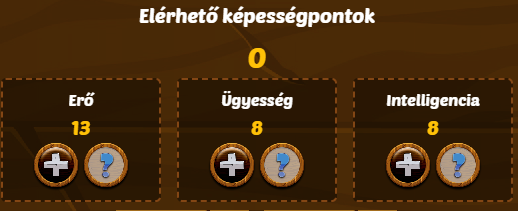 Elérhető képességpontok
0
Erő Ügyesség Intelligencia
13 8 8
? ? ?